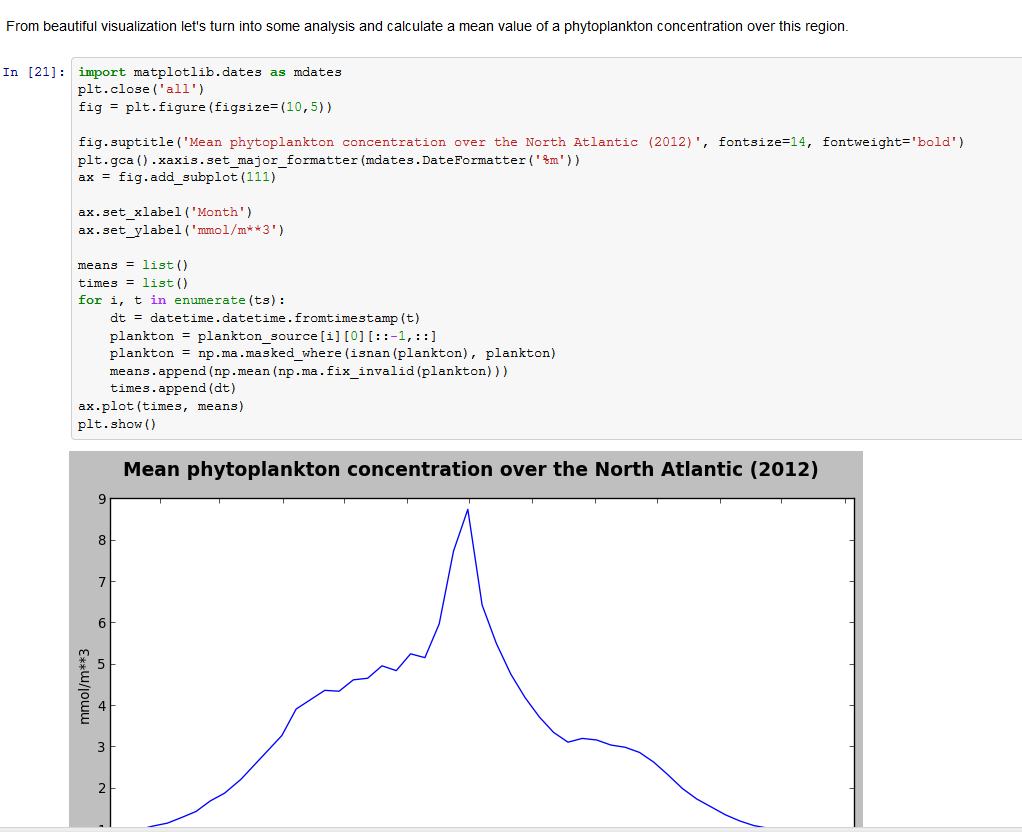 From beautiful visualization let's turn into some analysis and calculate a mean value of a phytoplankton concentration over this region.
In [21]:
import matplotlib.dates as mdates
plt.close('all')
fig = plt.figure(figsize=(10,5))
fig.suptitle('Mean phytoplankton concentration over the North Atlantic (2012)', fontsize=14, fontweight='bold')
plt.gca().xaxis.set_major_formatter(mdates.DateFormatter('%m'))
ax = fig.add_subplot(111)
ax.set_xlabel('Month')
ax.set_ylabel('mmol/m**3')
means = list()
times = list()
for i, t in enumerate(ts):
    dt = datetime.datetime.fromtimestamp(t)
    plankton = plankton_source[i][0][::-1,::]
    plankton = np.ma.masked_where(isnan(plankton), plankton)
    means.append(np.mean(np.ma.fix_invalid(plankton)))
    times.append(dt)
ax.plot(times, means)
plt.show()
Mean phytoplankton concentration over the North Atlantic (2012)
9
8
7
6
5
4
3
2
mmol/m**3